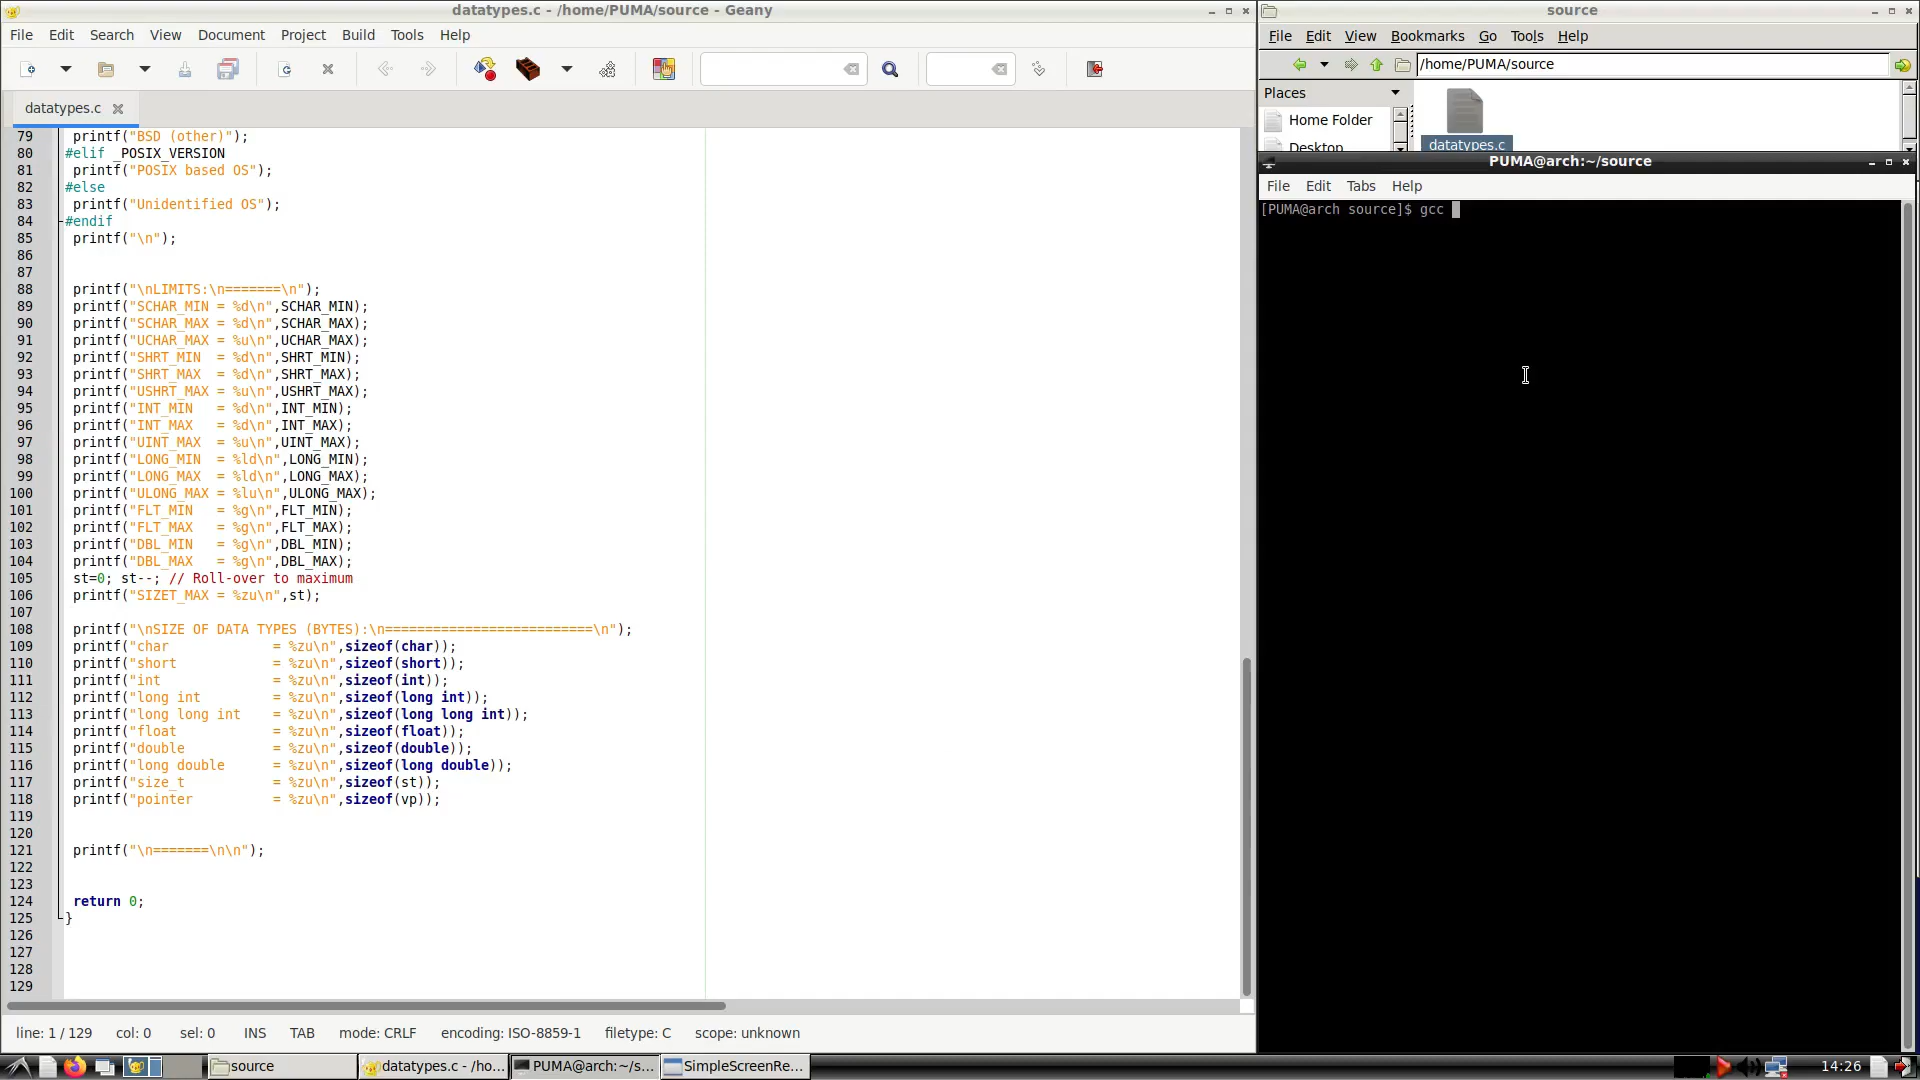 datatypes.c - /home/PUMA/source - Geany
File Edit Search View Document Project Build Tools Help
datatypes.c
79 printf("BSD (other)");
80 #elif _POSIX_VERSION
81 printf("POSIX based OS");
82 #else
83 printf("Unidentified OS");
84 #endif
85 printf("\n");
86
87
88 printf("\nLIMITS:\n=======\n");
89 printf("SCHAR_MIN = %d\n",SCHAR_MIN);
90 printf("SCHAR_MAX = %d\n",SCHAR_MAX);
91 printf("UCHAR_MAX = %u\n",UCHAR_MAX);
92 printf("SHRT_MIN  = %d\n",SHRT_MIN);
93 printf("SHRT_MAX  = %d\n",SHRT_MAX);
94 printf("USHRT_MAX = %u\n",USHRT_MAX);
95 printf("INT_MIN   = %d\n",INT_MIN);
96 printf("INT_MAX   = %d\n",INT_MAX);
97 printf("UINT_MAX  = %u\n",UINT_MAX);
98 printf("LONG_MIN  = %ld\n",LONG_MIN);
99 printf("LONG_MAX  = %ld\n",LONG_MAX);
100 printf("ULONG_MAX = %lu\n",ULONG_MAX);
101 printf("FLT_MIN   = %g\n",FLT_MIN);
102 printf("FLT_MAX   = %g\n",FLT_MAX);
103 printf("DBL_MIN   = %g\n",DBL_MIN);
104 printf("DBL_MAX   = %g\n",DBL_MAX);
105 st=0; st--; // Roll-over to maximum
106 printf("SIZET_MAX = %zu\n",st);
107
108 printf("\nSIZE OF DATA TYPES (BYTES):\n==========================\n");
109 printf("char             = %zu\n",sizeof(char));
110 printf("short            = %zu\n",sizeof(short));
111 printf("int              = %zu\n",sizeof(int));
112 printf("long int         = %zu\n",sizeof(long int));
113 printf("long long int    = %zu\n",sizeof(long long int));
114 printf("float            = %zu\n",sizeof(float));
115 printf("double           = %zu\n",sizeof(double));
116 printf("long double      = %zu\n",sizeof(long double));
117 printf("size_t           = %zu\n",sizeof(st));
118 printf("pointer          = %zu\n",sizeof(vp));
119
120
121 printf("\n=======\n\n");
122
123
124 return 0;
125 }
126
127
128
129
line: 1 / 129 col: 0 sel: 0 INS TAB mode: CRLF encoding: ISO-8859-1 filetype: C scope: unknown
source
File Edit View Bookmarks Go Tools Help
/home/PUMA/source
Places
Home Folder
Desktop
datatypes.c
PUMA@arch:~/source
File Edit Tabs Help
[PUMA@arch source]$ gcc
source datatypes.c - /ho... PUMA@arch:~/s... SimpleScreenRe... 14:26